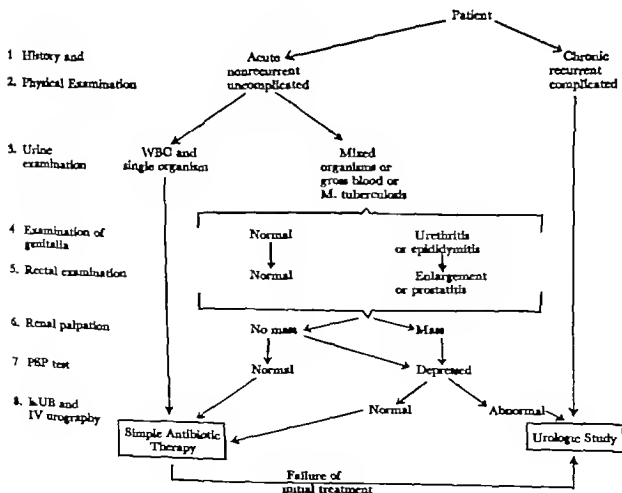 Patient
1 History and
2. Physical Examination
Acute
nonrecurrent
uncomplicated
Chronic
recurrent
complicated
3. Urine
examination
WBC and
single organism
Mixed
organisms or
gross blood or
M. tuberculosis
4 Examination of
genitalia
Normal
Urethritis
or epididymitis
5. Rectal examination
Normal
Enlargement
or prostatitis
6. Renal palpation
No mass
Mass
7 PSP test
Normal
Depressed
8. KUB and
IV urography
Normal
Abnormal
Simple Antibiotic
Therapy
Urologic Study
Failure of
initial treatment